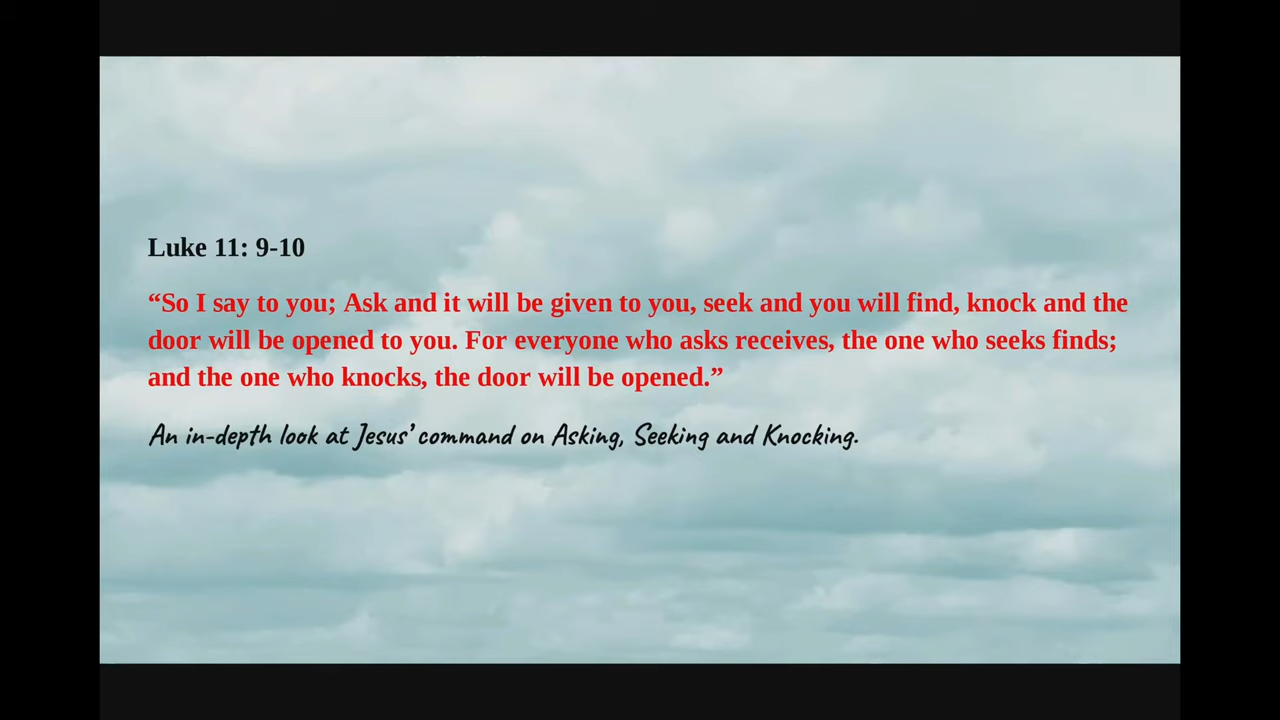 Luke 11: 9-10
“So I say to you; Ask and it will be given to you, seek and you will find, knock and the
door will be opened to you. For everyone who asks receives, the one who seeks finds;
and the one who knocks, the door will be opened.”
An in-depth look at Jesus’ command on Asking, Seeking and Knocking.